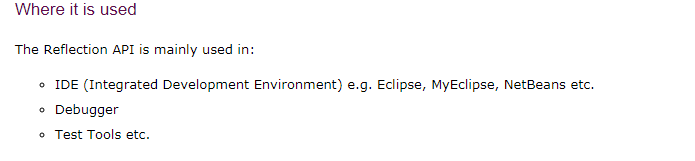 Where it is used
The Reflection API is mainly used in:
IDE (Integrated Development Environment) e.g. Eclipse, MyEclipse, NetBeans etc.
Debugger
Test Tools etc.